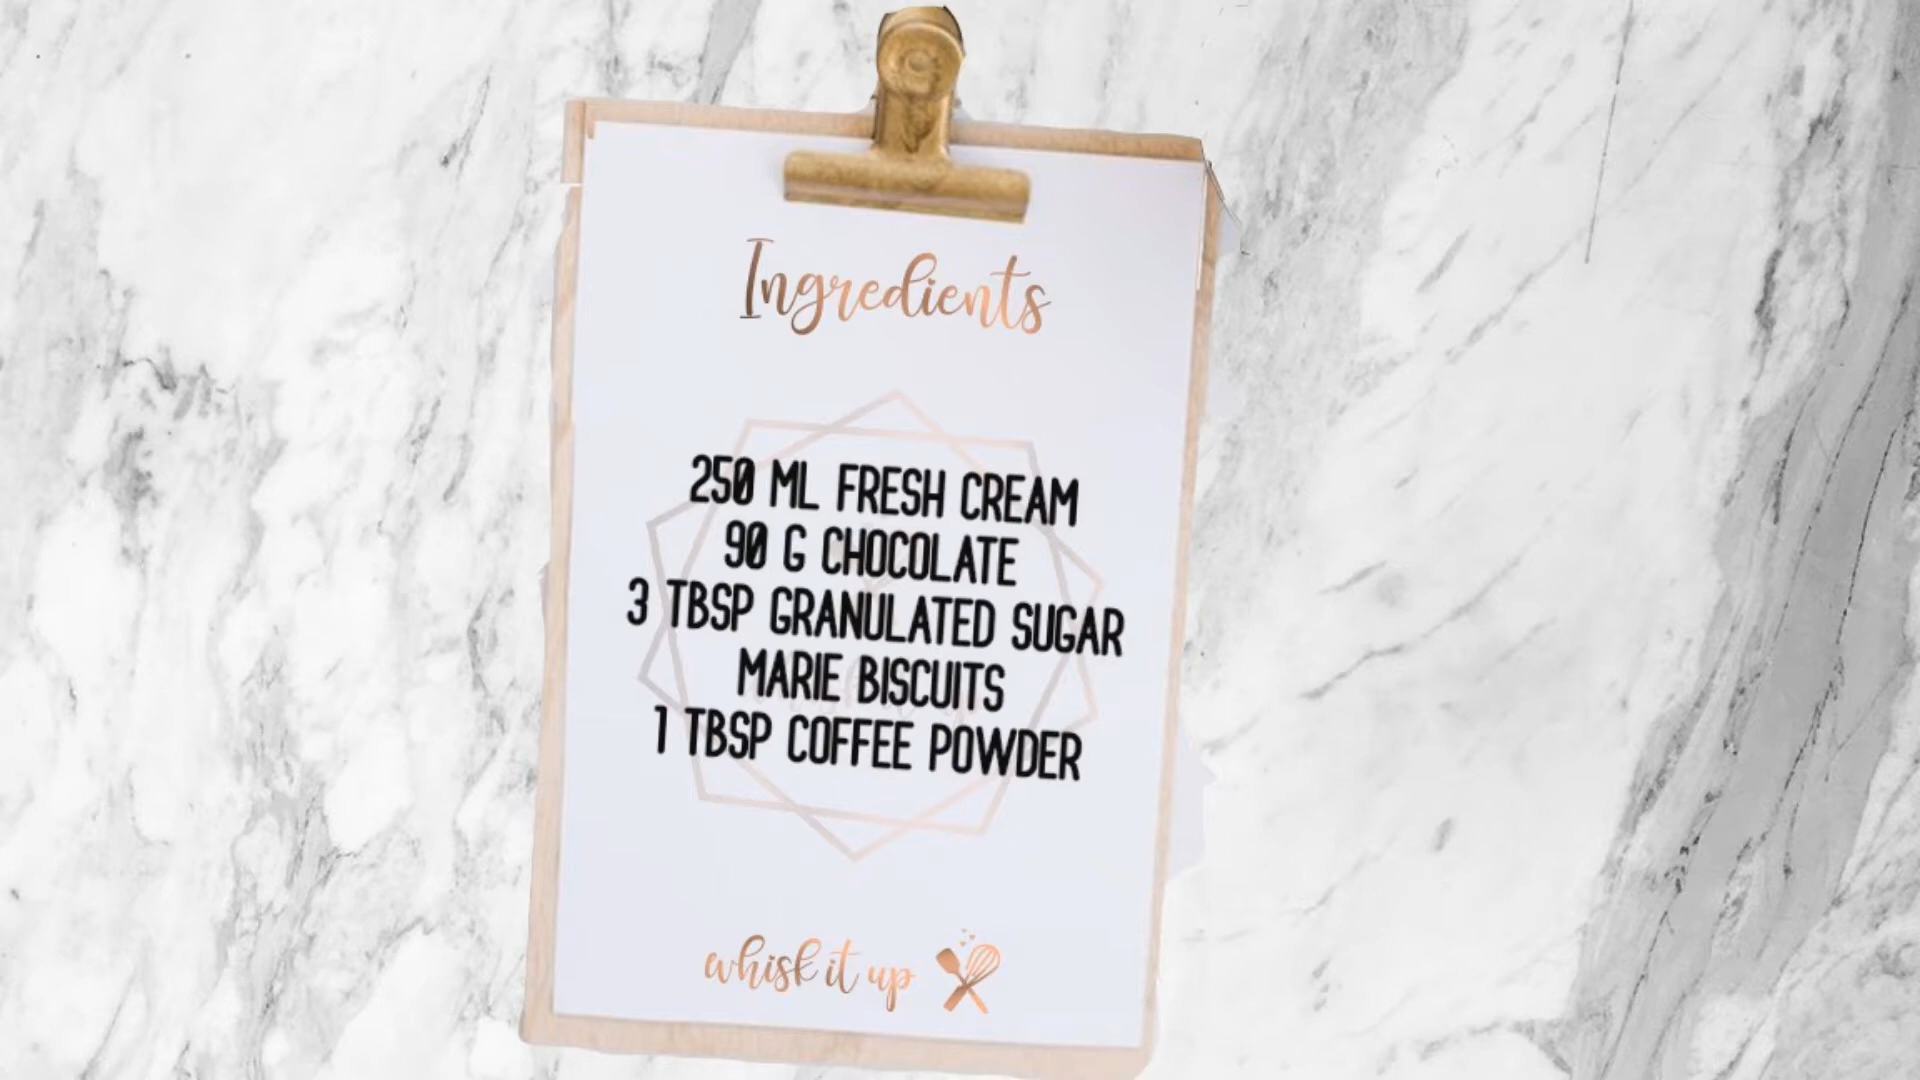 Ingredients
250 ML FRESH CREAM
90 G CHOCOLATE
3 TBSP GRANULATED SUGAR
MARIE BISCUITS
1 TBSP COFFEE POWDER
whisk it up